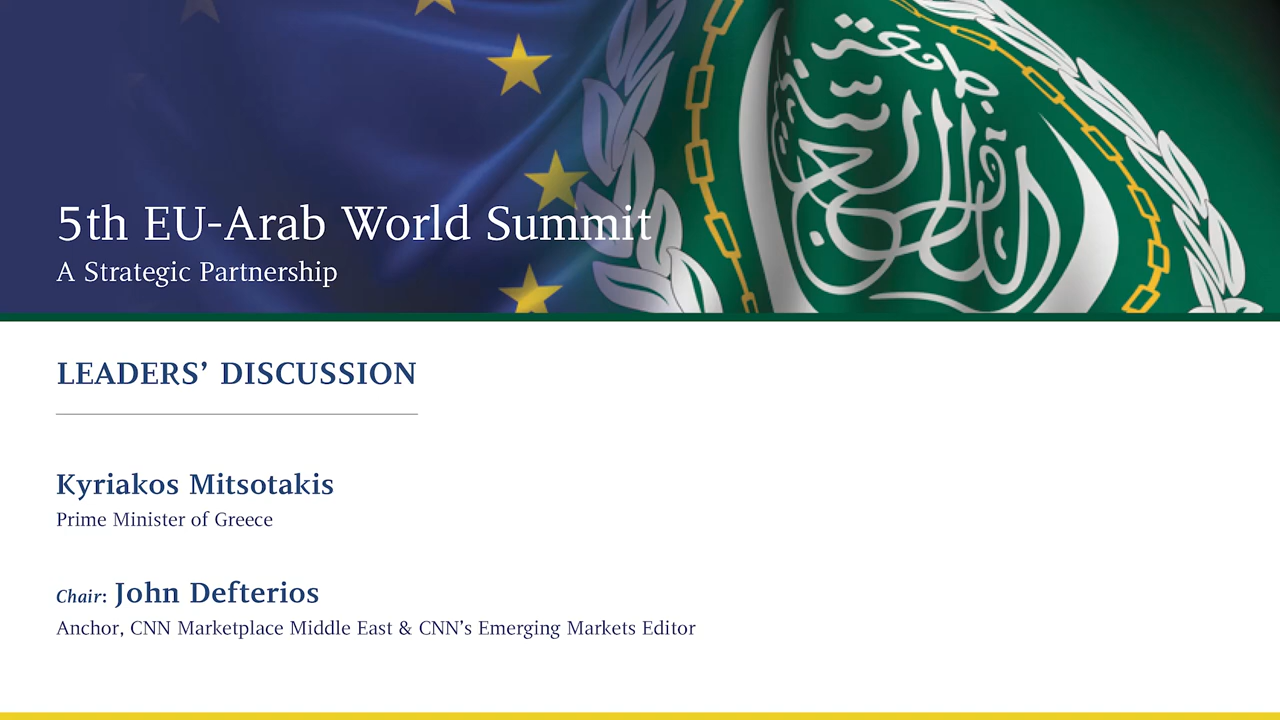 5th EU-Arab World Summit
A Strategic Partnership
LEADERS’ DISCUSSION
Kyriakos Mitsotakis
Prime Minister of Greece
Chair: John Defterios
Anchor, CNN Marketplace Middle East & CNN’s Emerging Markets Editor